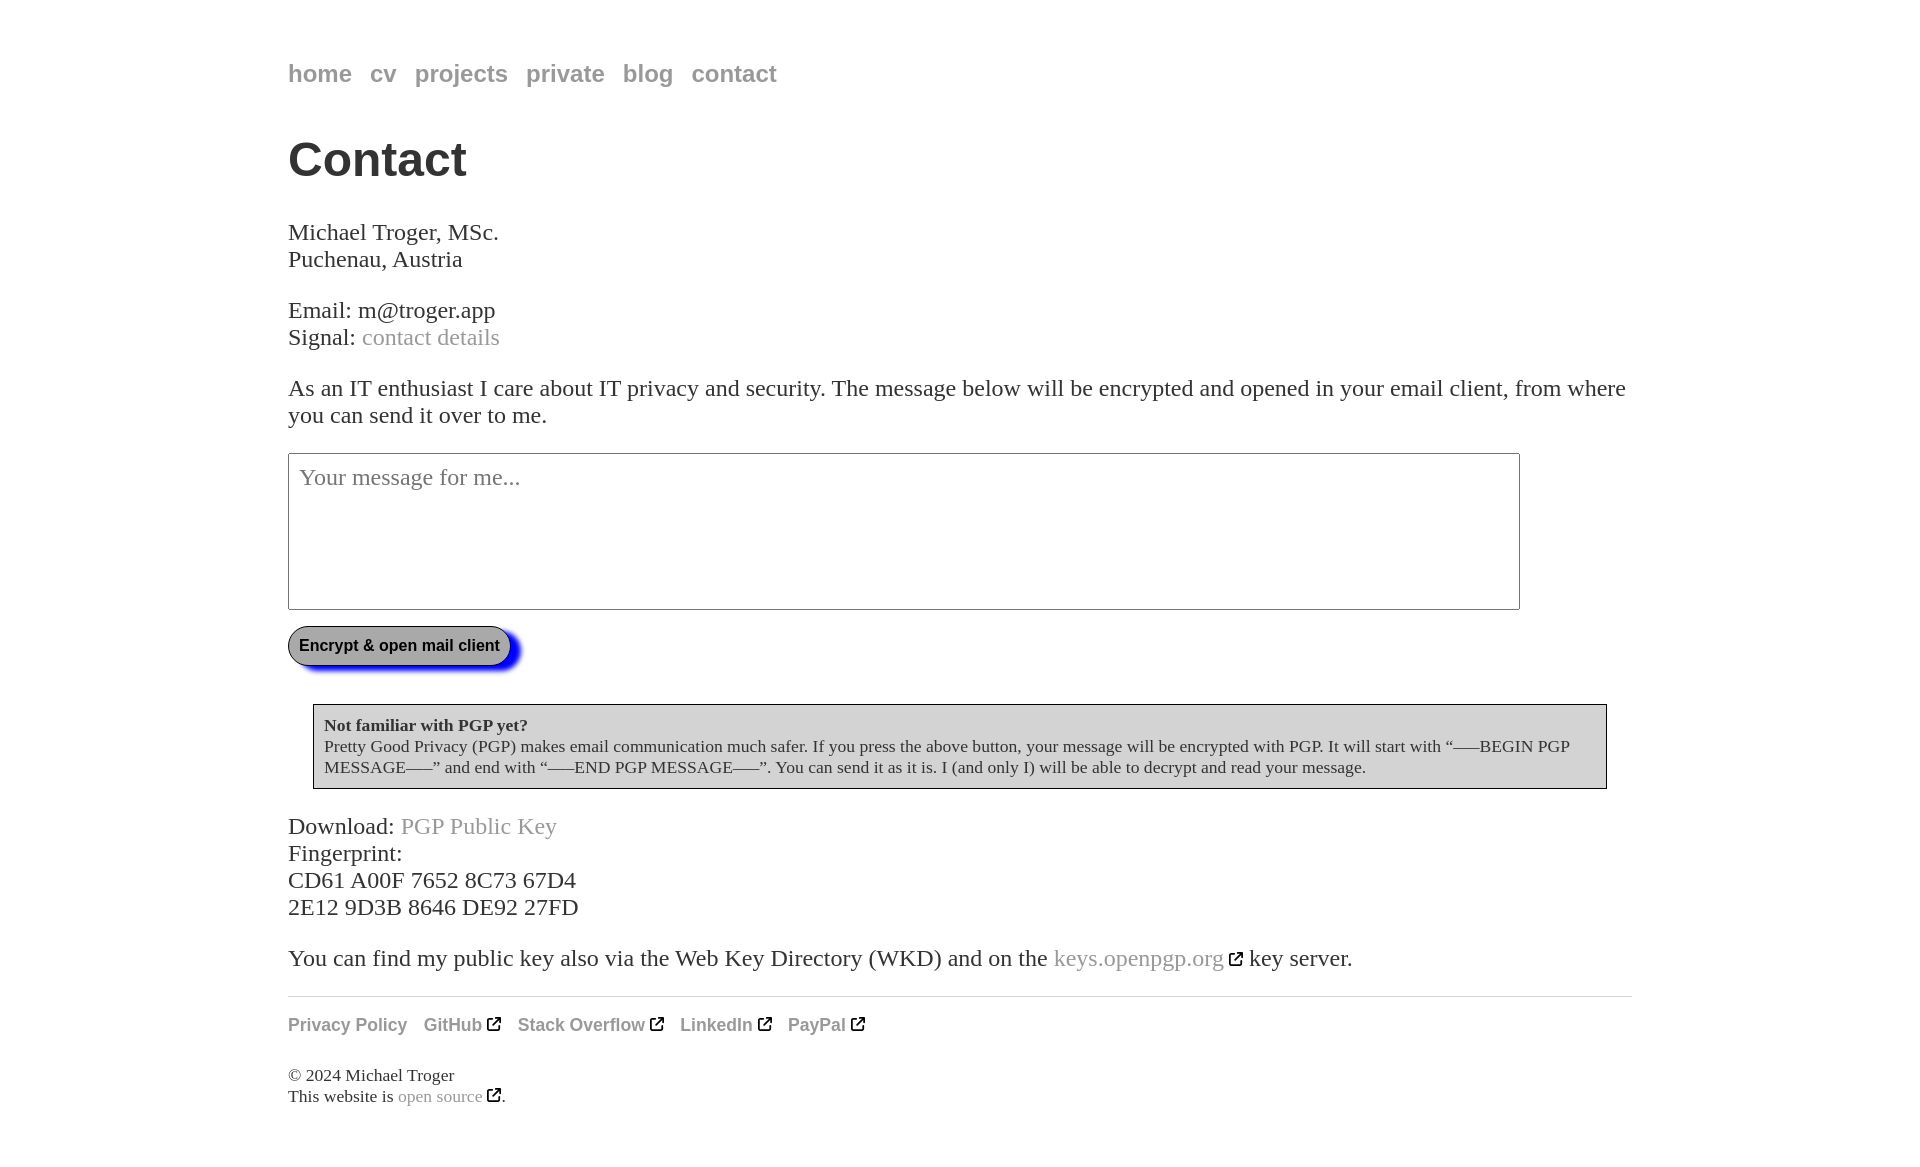 home cv projects private blog contact
Contact
Michael Troger, MSc.
Puchenau, Austria
Email: m@troger.app
Signal: contact details
As an IT enthusiast I care about IT privacy and security. The message below will be encrypted and opened in your email client, from where
you can send it over to me.
Your message for me...
Encrypt & open mail client
Not familiar with PGP yet?
Pretty Good Privacy (PGP) makes email communication much safer. If you press the above button, your message will be encrypted with PGP. It will start with “—–BEGIN PGP
MESSAGE—–” and end with “—–END PGP MESSAGE—–”. You can send it as it is. I (and only I) will be able to decrypt and read your message.
Download: PGP Public Key
Fingerprint:
CD61 A00F 7652 8C73 67D4
2E12 9D3B 8646 DE92 27FD
You can find my public key also via the Web Key Directory (WKD) and on the keys.openpgp.org key server.
Privacy Policy GitHub Stack Overflow LinkedIn PayPal
© 2024 Michael Troger
This website is open source .